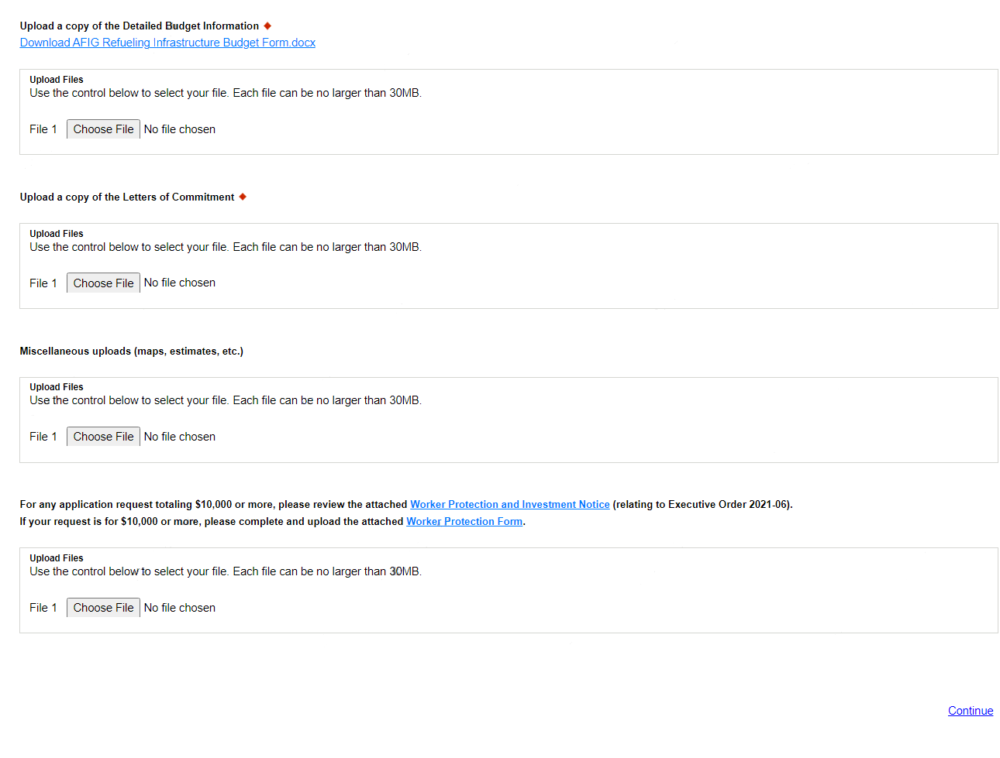 Upload a copy of the Detailed Budget Information
Download AFIG Refueling Infrastructure Budget Form.docx
Upload Files
Use the control below to select your file. Each file can be no larger than 30MB.
File 1 Choose File No file chosen
Upload a copy of the Letters of Commitment
Upload Files
Use the control below to select your file. Each file can be no larger than 30MB.
File 1 Choose File No file chosen
Miscellaneous uploads (maps, estimates, etc.)
Upload Files
Use the control below to select your file. Each file can be no larger than 30MB.
File 1 Choose File No file chosen
For any application request totaling $10,000 or more, please review the attached Worker Protection and Investment Notice (relating to Executive Order 2021-06).
If your request is for $10,000 or more, please complete and upload the attached Worker Protection Form.
Upload Files
Use the control below to select your file. Each file can be no larger than 30MB.
File 1 Choose File No file chosen
Continue